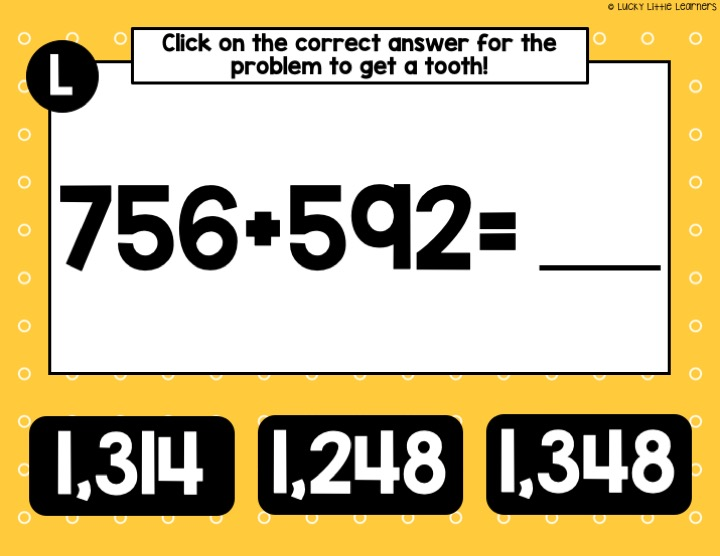 © Lucky Little Learners
Click on the correct answer for the
problem to get a tooth!
L
756+592= ___
1,314 1,248 1,348